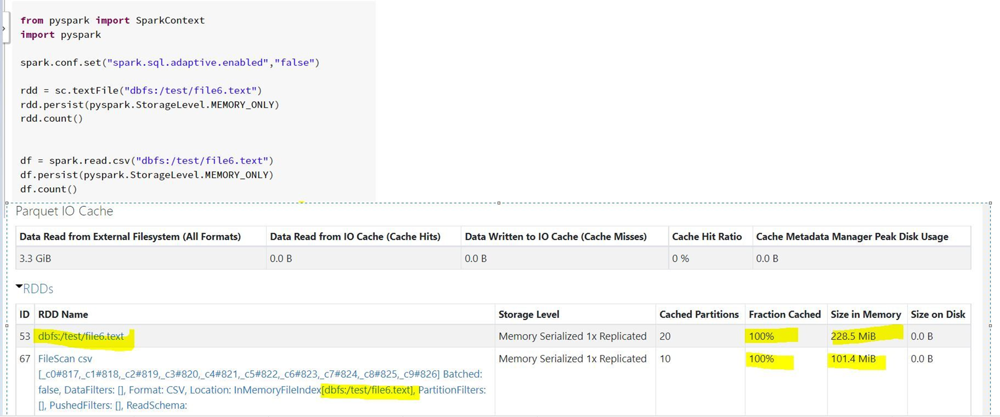 from pyspark import SparkContext
import pyspark
spark.conf.set("spark.sql.adaptive.enabled","false")
rdd = sc.textFile("dbfs:/test/file6.text")
rdd.persist(pyspark.StorageLevel.MEMORY_ONLY)
rdd.count()
df = spark.read.csv("dbfs:/test/file6.text")
df.persist(pyspark.StorageLevel.MEMORY_ONLY)
df.count()
Parquet IO Cache
Data Read from External Filesystem (All Formats) Data Read from IO Cache (Cache Hits) Data Written to IO Cache (Cache Misses) Cache Hit Ratio Cache Metadata Manager Peak Disk Usage
3.3 GiB 0.0 B 0.0 B 0 % 0.0 B
RDDs
ID RDD Name Storage Level Cached Partitions Fraction Cached Size in Memory Size on Disk
53 dbfs:/test/file6.text Memory Serialized 1x Replicated 20 100% 228.5 MiB 0.0 B
67 FileScan csv Memory Serialized 1x Replicated 10 100% 101.4 MiB 0.0 B
[_c0#817,_c1#818,_c2#819,_c3#820,_c4#821,_c5#822,_c6#823,_c7#824,_c8#825,_c9#826] Batched:
false, DataFilters: [], Format: CSV, Location: InMemoryFileIndex[dbfs:/test/file6.text], PartitionFilters:
[], PushedFilters: [], ReadSchema: